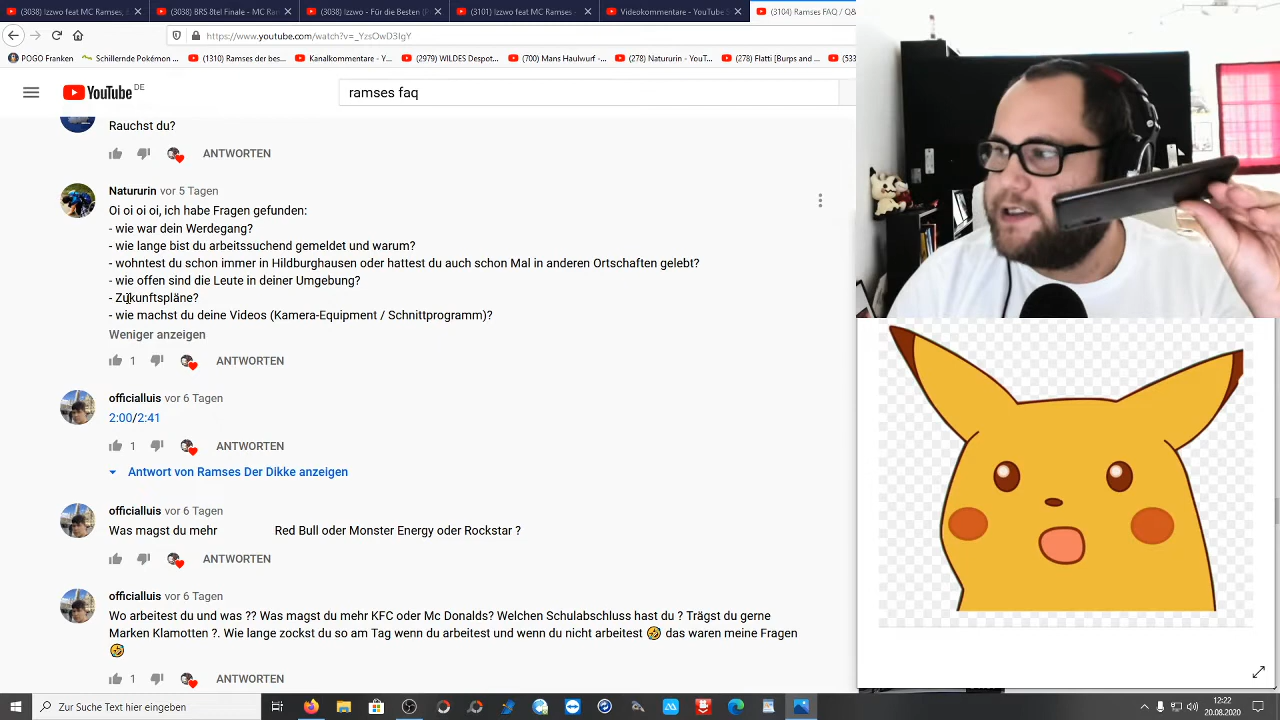 (3038) Izzwo feat MC Rames
(3038) BRS 8tel Finale - MC Ram
(3038) Izzwo - Für die Besten (
(3101) Izzwo feat MC Ramses -
Videokommentare - YouTube S
(3104) Ramses FAQ / Q&
https://www.youtube.com/watch?v=_YzsOwD3IgY
POGO Franken
Schillernde Pokémon ...
(1310) Ramses der bes...
Kanalkommentare - Y...
(2979) WILDES Deajot...
(700) Mans Haulwurf -...
(278) Natururin - YouT...
(278) Flatti [Burps and ...
(533
YouTube DE
ramses faq
Rauchst du?
ANTWORTEN
Natururin vor 5 Tagen
Oi oi oi oi, ich habe Fragen gefunden:
- wie war dein Werdegang?
- wie lange bist du arbeitssuchend gemeldet und warum?
- wohntest du schon immer in Hildburghausen oder hattest du auch schon Mal in anderen Ortschaften gelebt?
- wie offen sind die Leute in deiner Umgebung?
- Zukunftspläne?
- wie machst du deine Videos (Kamera-Equipment / Schnittprogramm)?
Weniger anzeigen
1 ANTWORTEN
officialluis vor 6 Tagen
2:00/2:41
1 ANTWORTEN
Antwort von Ramses Der Dikke anzeigen
officialluis vor 6 Tagen
Was magst du mehr Red Bull oder Monster Energy oder Rockstar ?
ANTWORTEN
officialluis vor 6 Tagen
Wo arbeitest du und was ?? Was magst du mehr KFC oder Mc Donalds? Welchen Schulabschluss hast du ? Trägst du gerne
Marken Klamotten ?. Wie lange zockst du so am Tag wenn du arbeitest und wenn du nicht arbeitest 🤣 das waren meine Fragen
🤣
1 ANTWORTEN
Zur Suche Text hier eingeben
12:22
20.08.2020